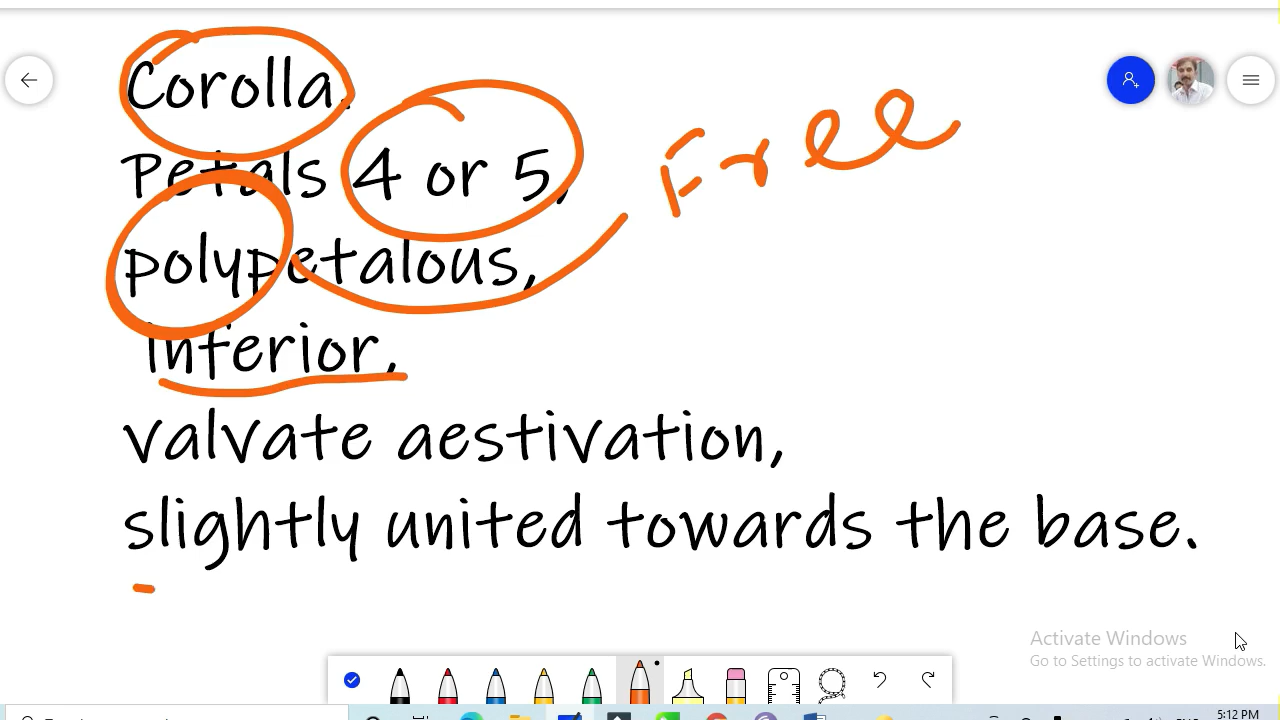 Corolla.
Petals 4 or 5,
Free
polypetalous,
inferior,
valvate aestivation,
slightly united towards the base.
Activate Windows
Go to Settings to activate Windows.
5:12 PM